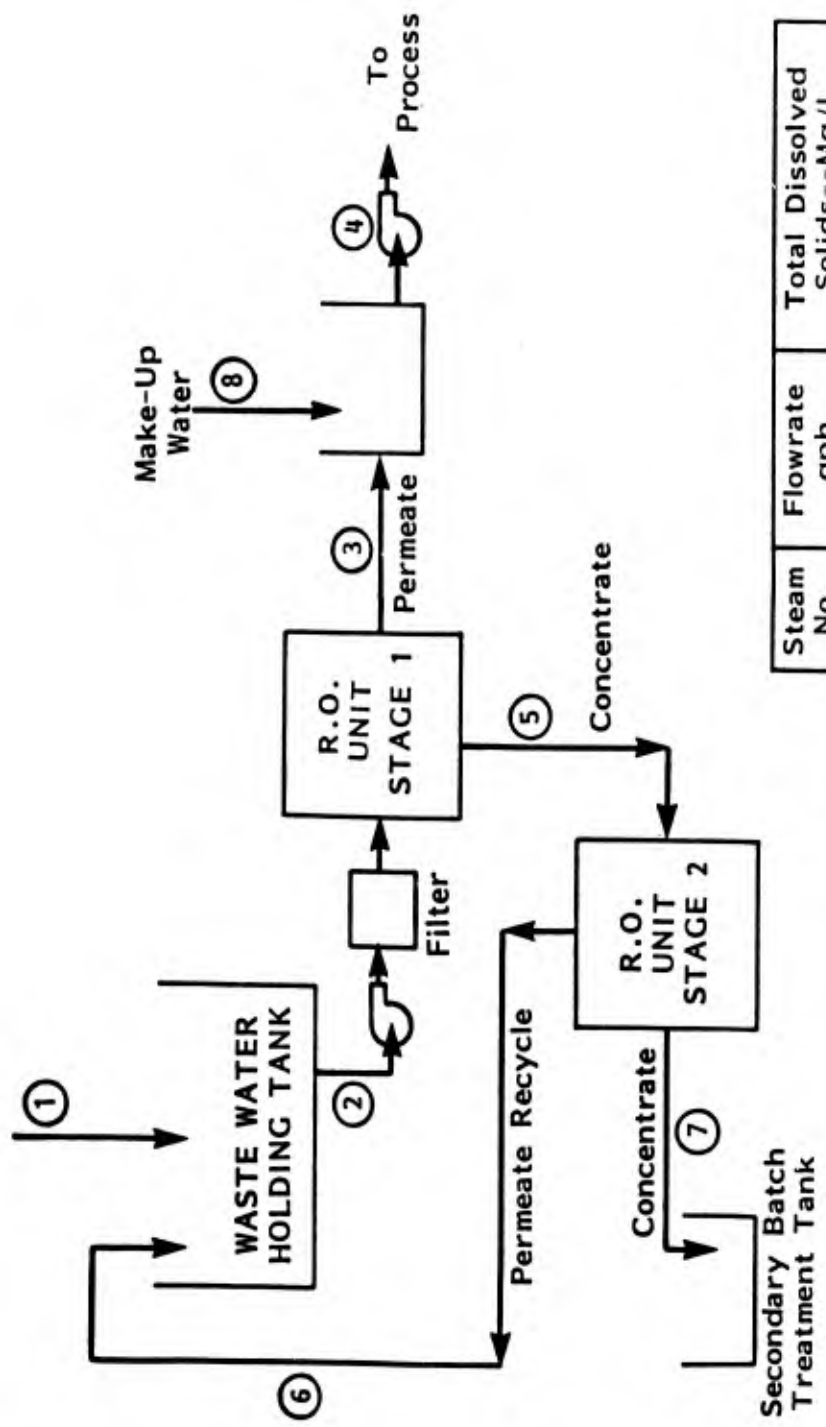 ①
WASTE WATER
HOLDING TANK
②
Filter
R.O.
UNIT
STAGE 1
③
Permeate
Make-Up
Water
⑧
④
To
Process
⑤
Concentrate
R.O.
UNIT
STAGE 2
Permeate Recycle
⑥
Concentrate
⑦
Secondary Batch
Treatment Tank
Steam
No
Flowrate
gph
Total Dissolved